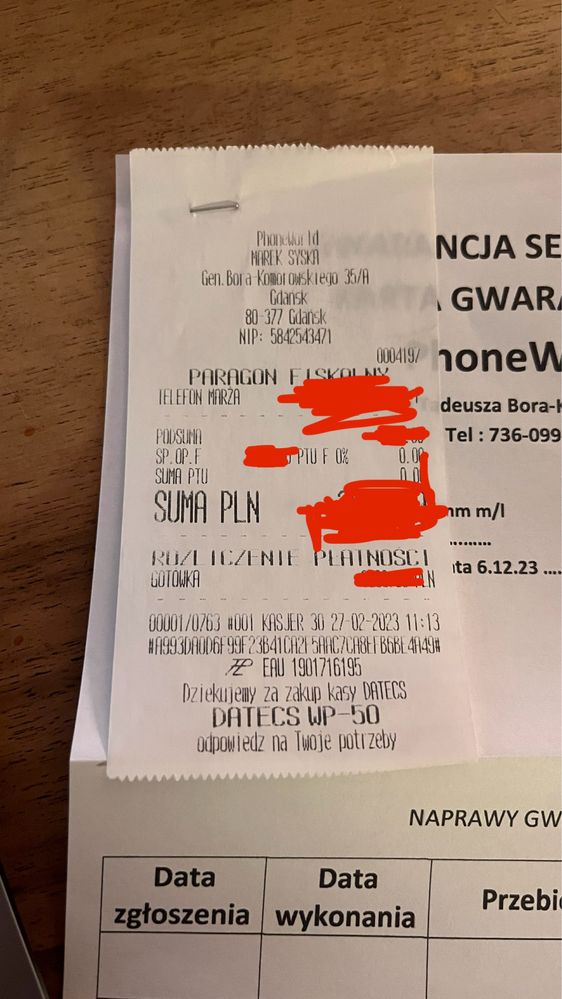 PhoneWorld
MAREK SYSKA
Gen.Bora-Komorowskiego 35/A
Gdańsk
80-377 Gdańsk
NIP: 5842543471
000419/
PARAGON FISKALNY
TELEFON MARŻA
PODSUMA
SP.OP.F PTU F 0% 0.00
SUMA PTU 0.0
SUMA PLN
ROZLICZENIE PŁATNOŚCI
GOTÓWKA
00001/0763 #001 KASJER 30 27-02-2023 11:13
EAU 1901716195
Dziękujemy za zakup kasy DATECS
DATECS WP-50
odpowiedź na Twoje potrzeby
NCJA SE
GWARA
honeW
adeusza Bora-K
Tel : 736-099
mm m/l
..........
ata 6.12.23 ....
NAPRAWY GW
Data zgłoszenia
Data wykonania
Przebie